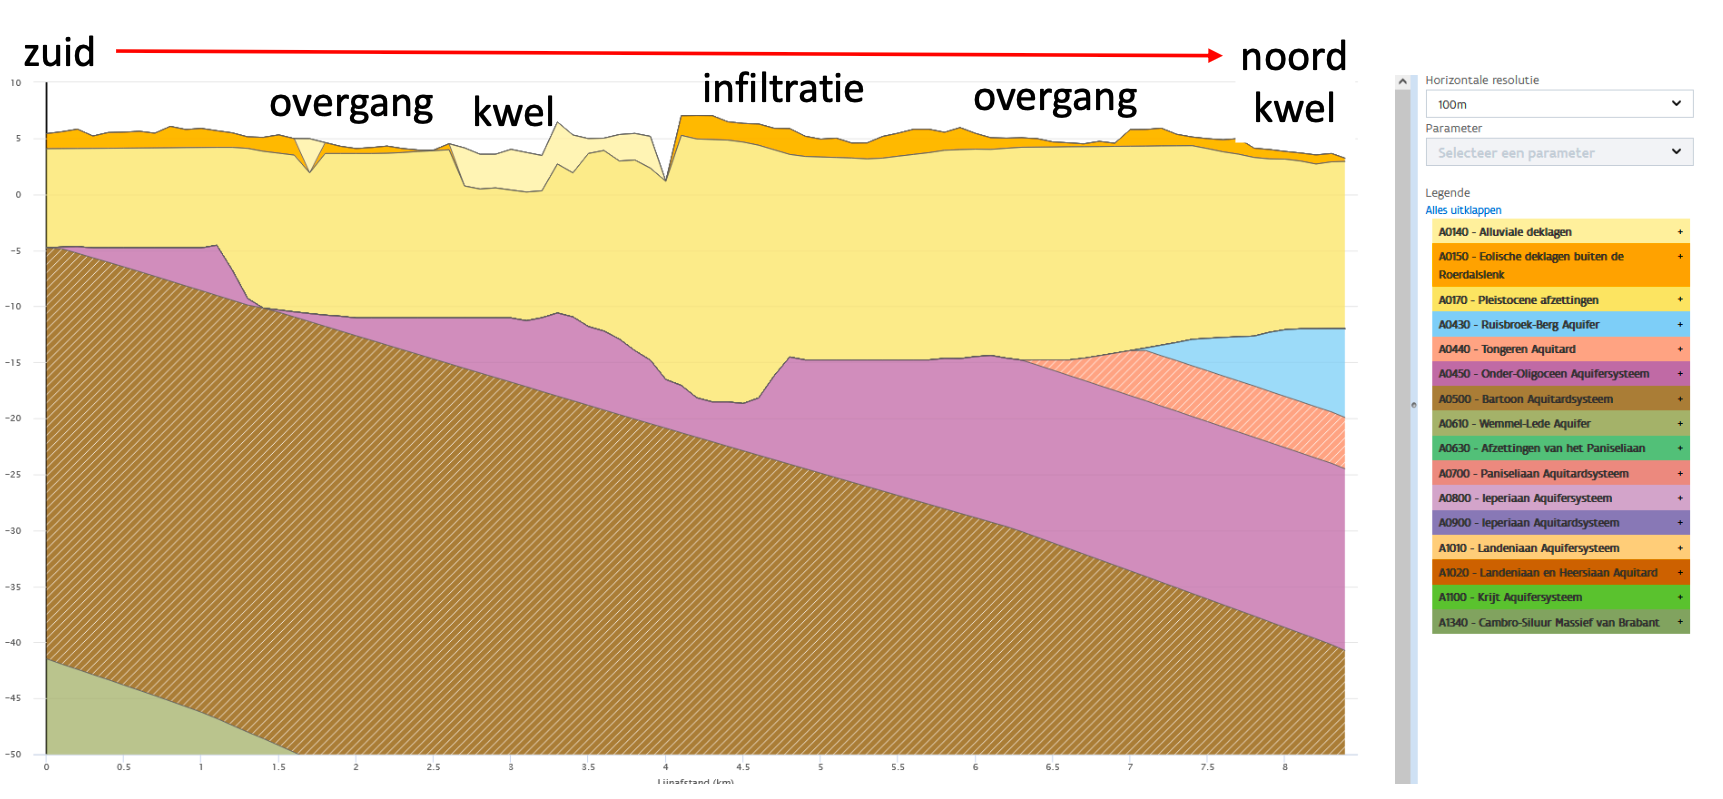 zuid
noord
overgang
kwel
infiltratie
overgang
kwel
10
5
0
-5
-10
-15
-20
-25
-30
-35
-40
-45
-50
0 0.5 1 1.5 2 2.5 3 3.5 4 4.5 5 5.5 6 6.5 7 7.5 8
Lijnafstand (km)
Horizontale resolutie
100m
Parameter
Selecteer een parameter
Legende
Alles uitklappen
A0140 - Alluviale deklagen +
A0150 - Eolische deklagen buiten de +
Roerdalslenk
A0170 - Pleistocene afzettingen +
A0430 - Ruisbroek-Berg Aquifer +
A0440 - Tongeren Aquitard +
A0450 - Onder-Oligoceen Aquifersysteem +
A0500 - Bartoon Aquitardsysteem +
A0610 - Wemmel-Lede Aquifer +
A0630 - Afzettingen van het Paniseliaan +
A0700 - Paniseliaan Aquitardsysteem +
A0800 - Ieperiaan Aquifersysteem +
A0900 - Ieperiaan Aquitardsysteem +
A1010 - Landeniaan Aquifersysteem +
A1020 - Landeniaan en Heersiaan Aquitard +
A1100 - Krijt Aquifersysteem +
A1340 - Cambro-Siluur Massief van Brabant +